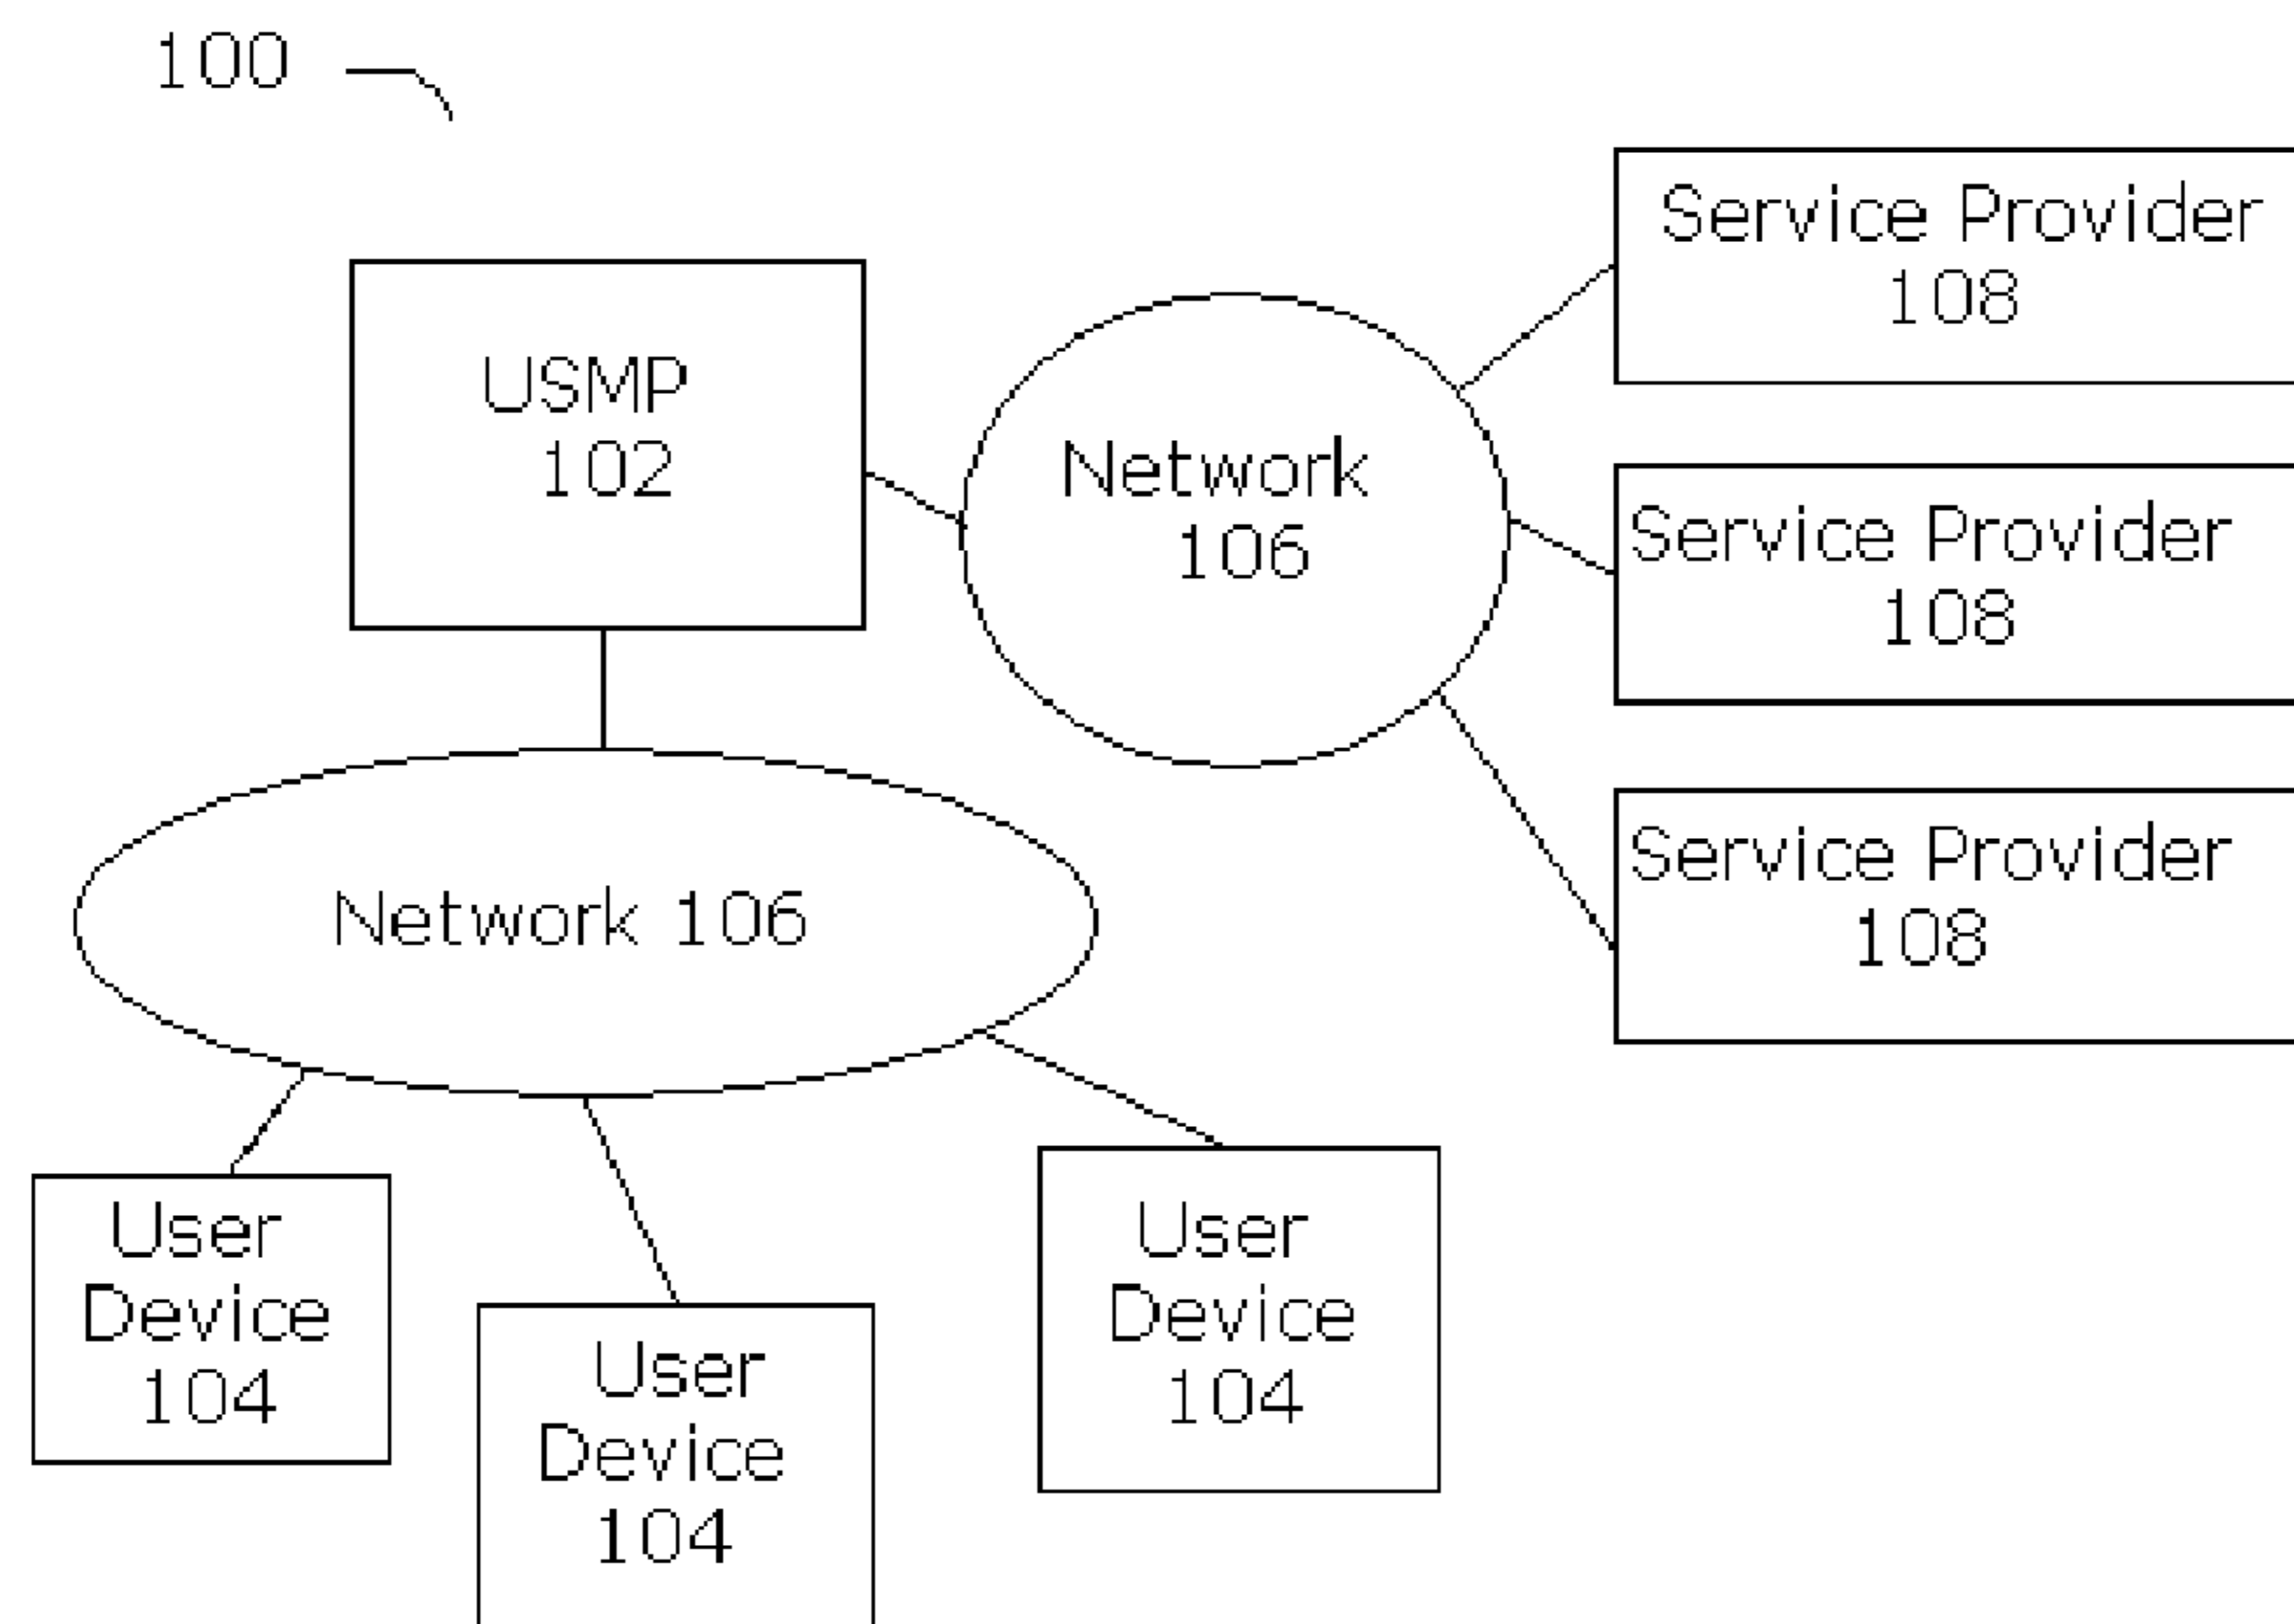 100
Service Provider
108
USMP
102
Network
106
Service Provider
108
Service Provider
108
Network 106
User
Device
104
User
Device
104
User
Device
104